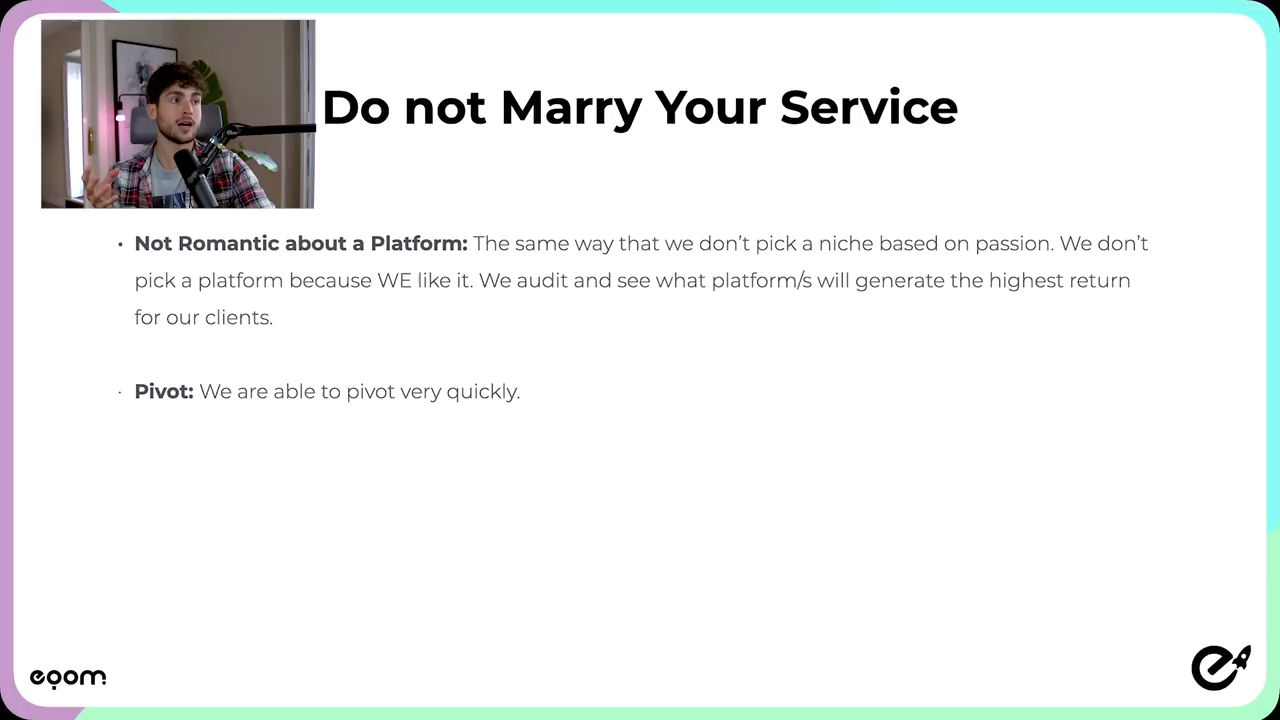 Do not Marry Your Service
• Not Romantic about a Platform: The same way that we don’t pick a niche based on passion. We don’t
pick a platform because WE like it. We audit and see what platform/s will generate the highest return
for our clients.
· Pivot: We are able to pivot very quickly.
eqom
e